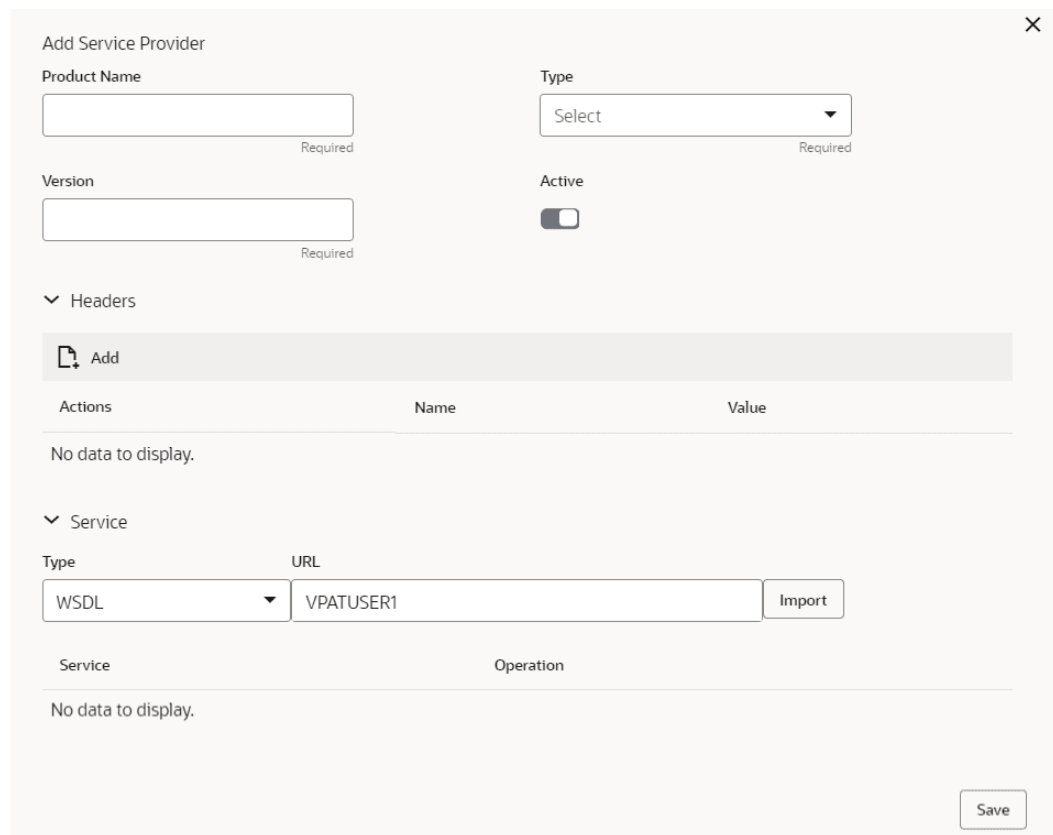 Add Service Provider
Product Name Type
Select
Required Required
Version Active
Required
Headers
Add
Actions Name Value
No data to display.
Service
Type URL
WSDL VPATUSER1 Import
Service Operation
No data to display.
Save